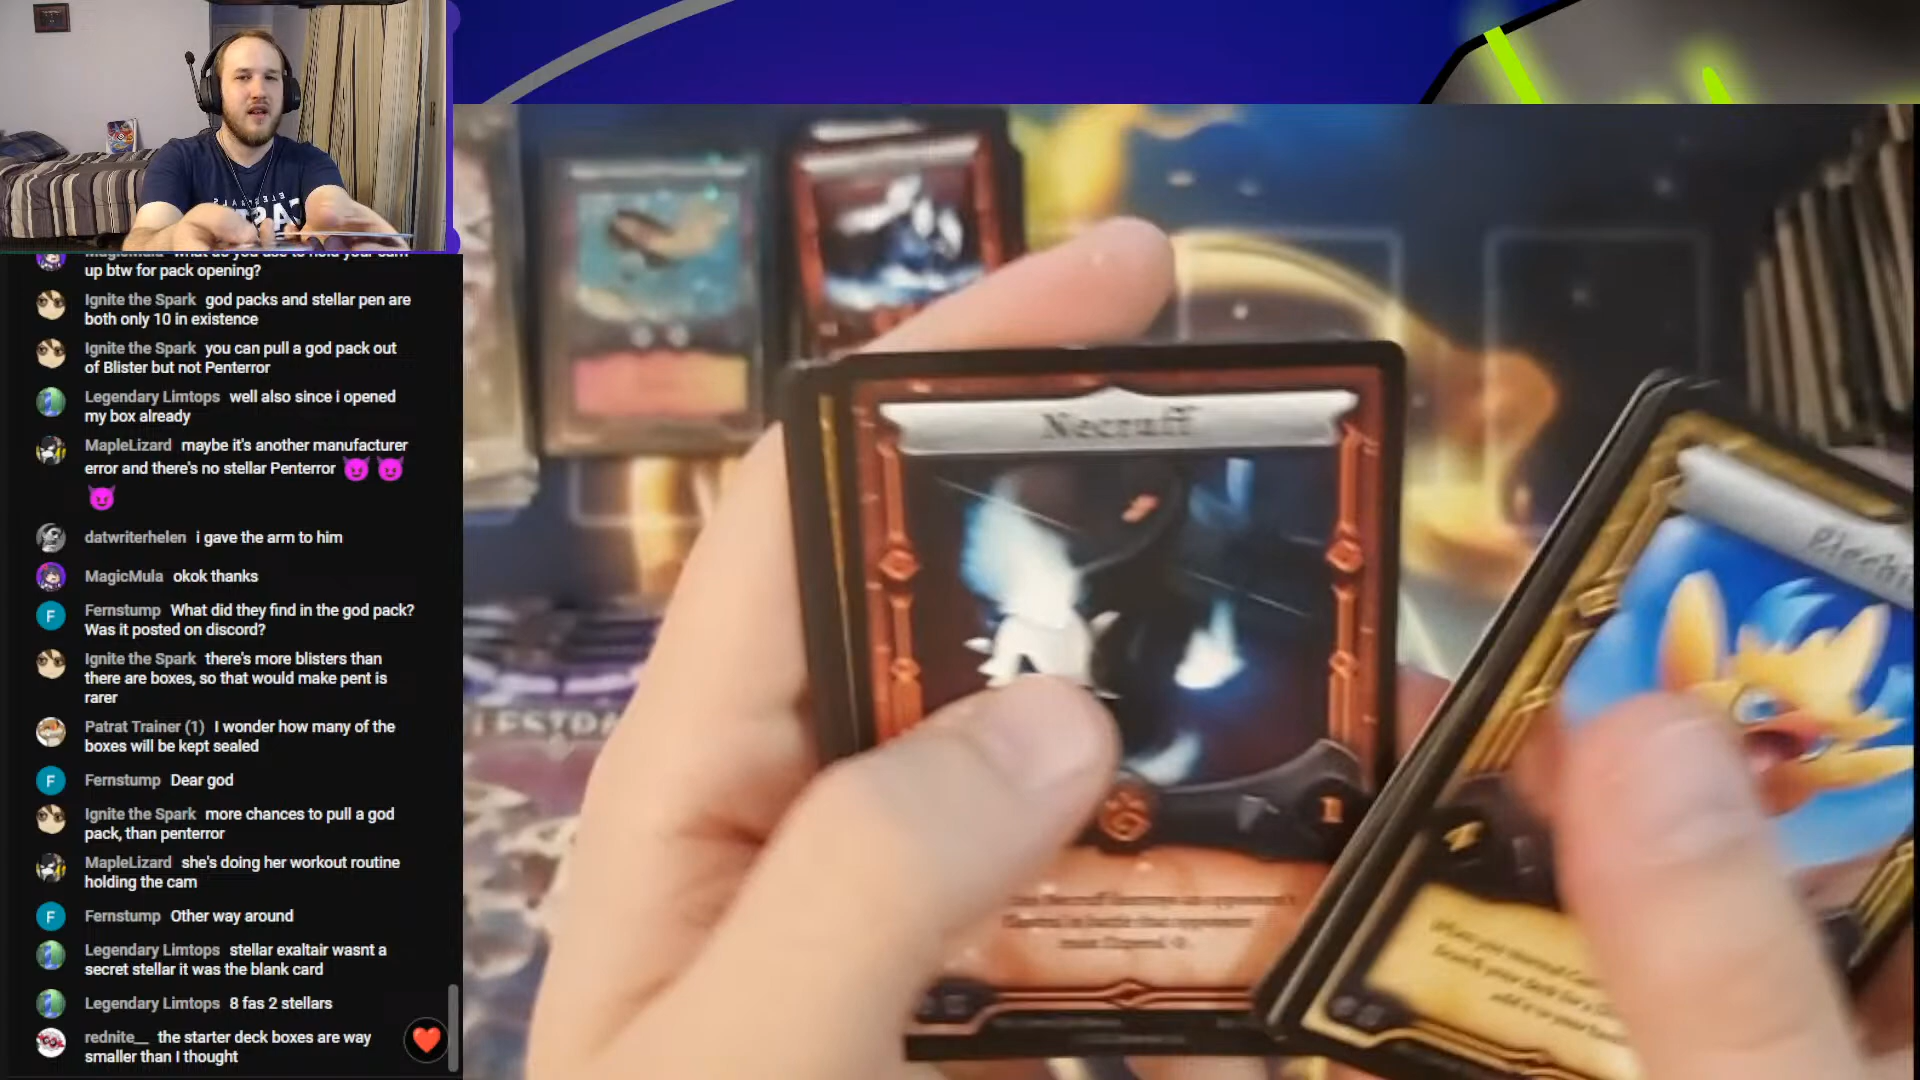 up btw for pack opening?
Ignite the Spark god packs and stellar pen are
both only 10 in existence
Ignite the Spark you can pull a god pack out
of Blister but not Penterror
Legendary Limtops well also since i opened
my box already
MapleLizard maybe it's another manufacturer
error and there's no stellar Penterror
datwriterhelen i gave the arm to him
MagicMula okok thanks
F Fernstump What did they find in the god pack?
Was it posted on discord?
Ignite the Spark there's more blisters than
there are boxes, so that would make pent is
rarer
Patrat Trainer (1) I wonder how many of the
boxes will be kept sealed
F Fernstump Dear god
Ignite the Spark more chances to pull a god
pack, than penterror
MapleLizard she's doing her workout routine
holding the cam
F Fernstump Other way around
Legendary Limtops stellar exaltair wasnt a
secret stellar it was the blank card
Legendary Limtops 8 fas 2 stellars
rednite__ the starter deck boxes are way
smaller than I thought
Necruff
1